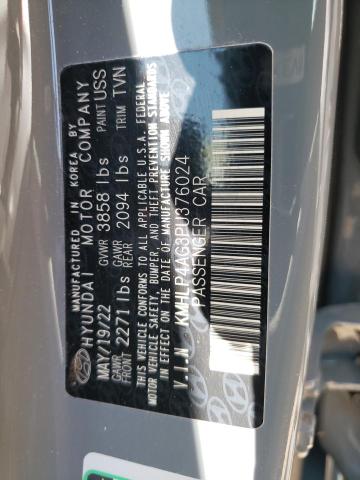 MANUFACTURED IN KOREA BY
HYUNDAI MOTOR COMPANY
MAY/19/22 GVWR 3858 lbs PAINT USS
GAWR FRONT 2271 lbs GAWR REAR 2094 lbs TRIM TVN
THIS VEHICLE CONFORMS TO ALL APPLICABLE U.S.A. FEDERAL
MOTOR VEHICLE SAFETY, BUMPER, AND THEFT PREVENTION STANDARDS
IN EFFECT ON THE DATE OF MANUFACTURE SHOWN ABOVE.
V.I.N : KMHLP4AG3PU376024
PASSENGER CAR